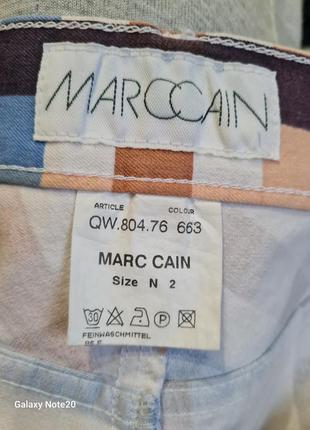 MARCCAIN
ARTICLE COLOUR
QW.804.76 663
MARC CAIN
Size N 2
30 P
FEINWASCHMITTEL
Galaxy Note20